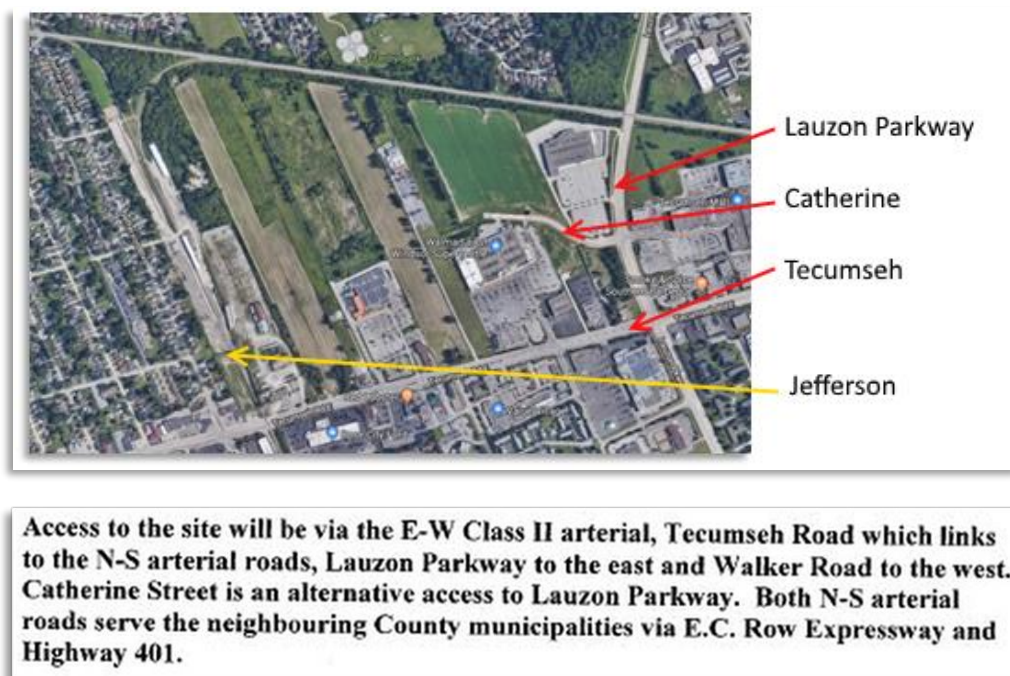 Lauzon Parkway
Catherine
Tecumseh
Jefferson
Access to the site will be via the E-W Class II arterial, Tecumseh Road which links
to the N-S arterial roads, Lauzon Parkway to the east and Walker Road to the west.
Catherine Street is an alternative access to Lauzon Parkway.  Both N-S arterial
roads serve the neighbouring County municipalities via E.C. Row Expressway and
Highway 401.